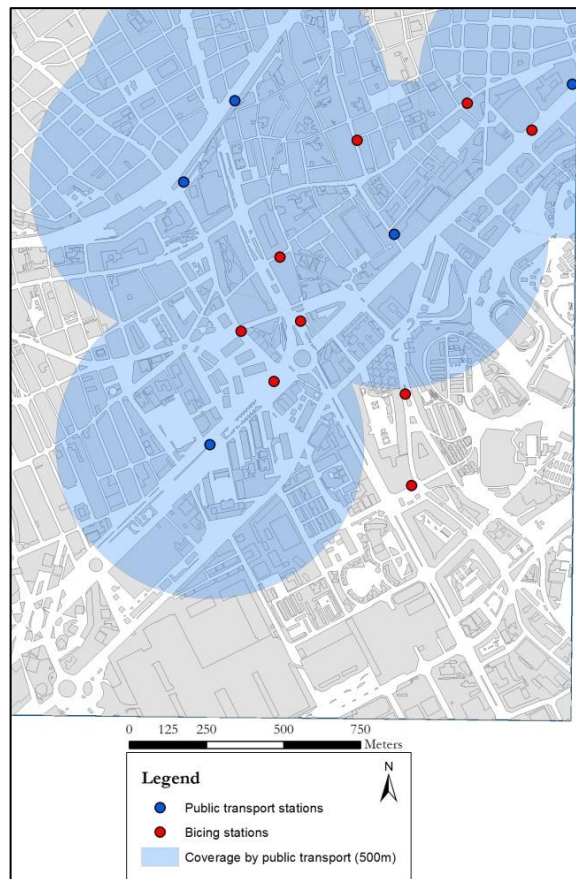 0 125 250 500 750
Meters
N
Legend
Public transport stations
Bicing stations
Coverage by public transport (500m)